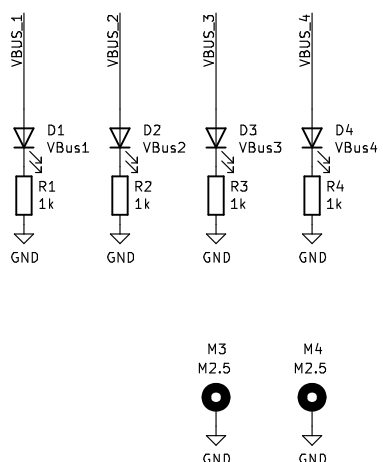 VBUS_1
VBUS_2
VBUS_3
VBUS_4
D1
VBus1
D2
VBus2
D3
VBus3
D4
VBus4
R1
1k
R2
1k
R3
1k
R4
1k
GND
GND
GND
GND
M3
M2.5
M4
M2.5
GND
GND